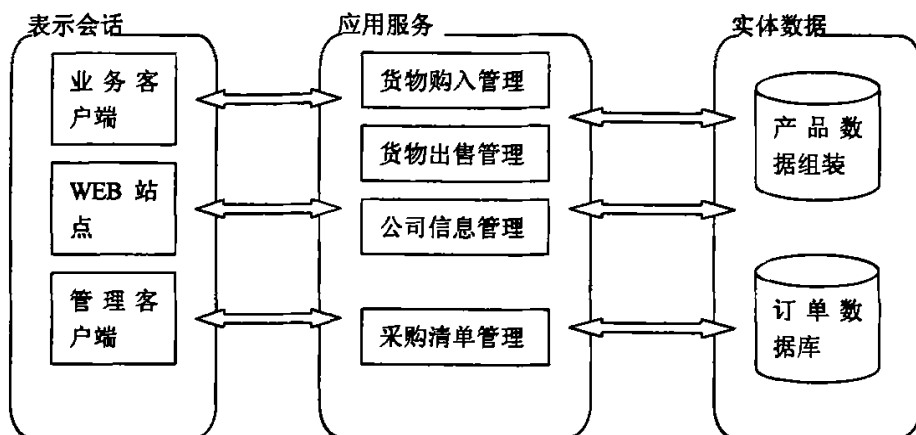 表示会话
应用服务
实体数据
业务客
户端
WEB 站
点
管理客
户端
货物购入管理
货物出售管理
公司信息管理
采购清单管理
产品数
据组装
订单数
据库